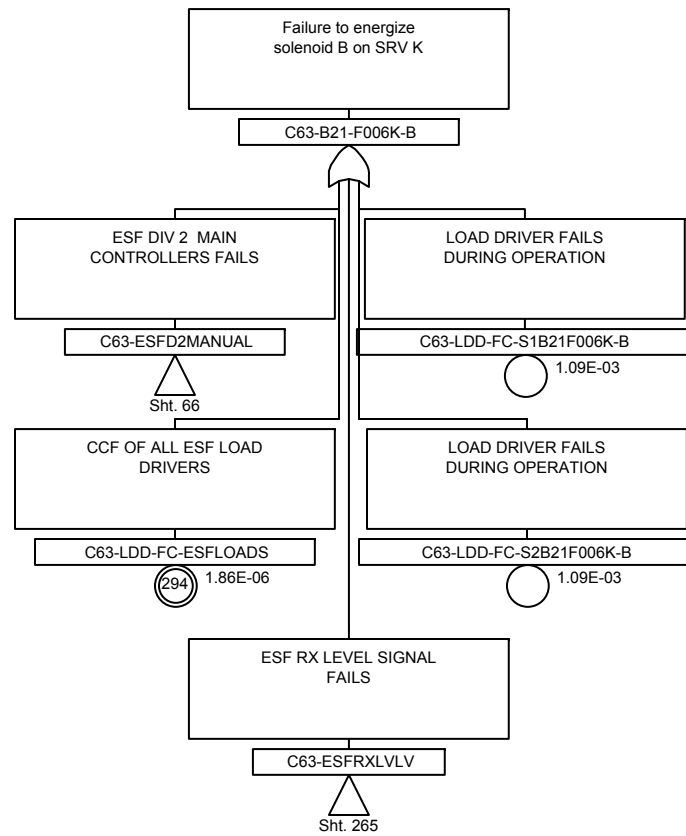 Failure to energize
solenoid B on SRV K
C63-B21-F006K-B
ESF DIV 2 MAIN
CONTROLLERS FAILS
C63-ESFD2MANUAL
Sht. 66
LOAD DRIVER FAILS
DURING OPERATION
C63-LDD-FC-S1B21F006K-B
1.09E-03
CCF OF ALL ESF LOAD
DRIVERS
C63-LDD-FC-ESFLOADS
294
1.86E-06
LOAD DRIVER FAILS
DURING OPERATION
C63-LDD-FC-S2B21F006K-B
1.09E-03
ESF RX LEVEL SIGNAL
FAILS
C63-ESFRXLVLV
Sht. 265